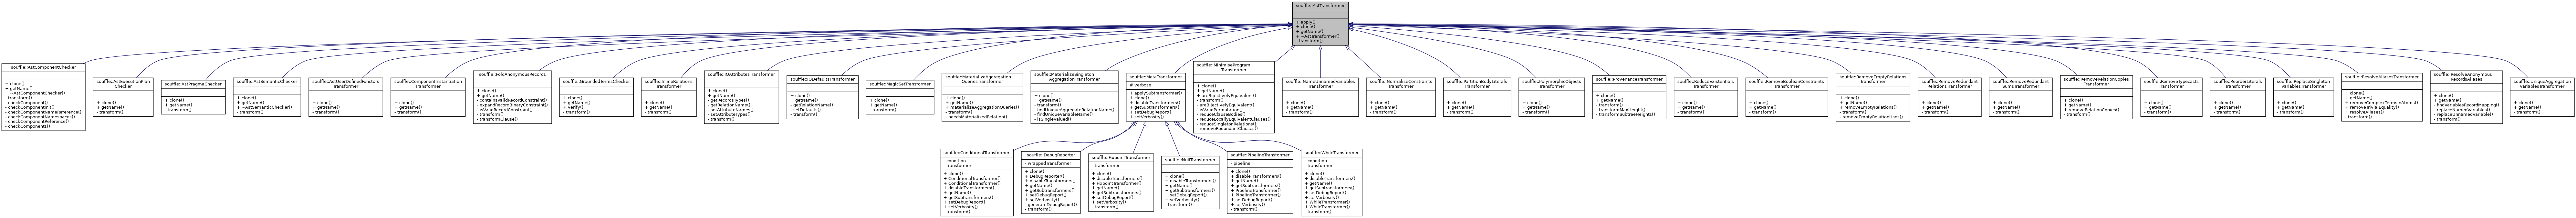 souffle::AstTransformer
+ apply()
+ clone()
+ getName()
+ ~AstTransformer()
- transform()
souffle::AstComponentChecker
+ clone()
+ getName()
+ ~AstComponentChecker()
- transform()
- checkComponent()
- checkComponentInit()
- checkComponentNameReference()
- checkComponentNamespaces()
- checkComponentReference()
- checkComponents()
souffle::AstExecutionPlan
Checker
+ clone()
+ getName()
- transform()
souffle::AstPragmaChecker
+ clone()
+ getName()
- transform()
souffle::AstSemanticChecker
+ clone()
+ getName()
+ ~AstSemanticChecker()
- transform()
souffle::AstUserDefinedFunctors
Transformer
+ clone()
+ getName()
- transform()
souffle::ComponentInstantiation
Transformer
+ clone()
+ getName()
- transform()
souffle::FoldAnonymousRecords
+ clone()
+ getName()
- containsValidRecordConstraint()
- expandRecordBinaryConstraint()
- isValidRecordConstraint()
- transform()
- transformClause()
souffle::GroundedTermsChecker
+ clone()
+ getName()
+ verify()
- transform()
souffle::InlineRelations
Transformer
+ clone()
+ getName()
- transform()
souffle::IOAttributesTransformer
+ clone()
+ getName()
- getRecordsTypes()
- getRelationName()
- setAttributeNames()
- setAttributeTypes()
- transform()
souffle::IODefaultsTransformer
+ clone()
+ getName()
- getRelationName()
- setDefaults()
- transform()
souffle::MagicSetTransformer
+ clone()
+ getName()
- transform()
souffle::MaterializeAggregation
QueriesTransformer
+ clone()
+ getName()
+ materializeAggregationQueries()
- transform()
- needsMaterializedRelation()
souffle::MaterializeSingleton
AggregationTransformer
+ clone()
+ getName()
- transform()
- findUniqueAggregateRelationName()
- findUniqueVariableName()
- isSingleValued()
souffle::MetaTransformer
# verbose
+ applySubtransformer()
+ clone()
+ disableTransformers()
+ getSubtransformers()
+ setDebugReport()
+ setVerbosity()
souffle::MinimiseProgram
Transformer
+ clone()
+ getName()
+ areBijectivelyEquivalent()
- transform()
- areBijectivelyEquivalent()
- isValidPermutation()
- reduceClauseBodies()
- reduceLocallyEquivalentClauses()
- reduceSingletonRelations()
- removeRedundantClauses()
souffle::NameUnnamedVariables
Transformer
+ clone()
+ getName()
- transform()
souffle::NormaliseConstraints
Transformer
+ clone()
+ getName()
- transform()
souffle::PartitionBodyLiterals
Transformer
+ clone()
+ getName()
- transform()
souffle::PolymorphicObjects
Transformer
+ clone()
+ getName()
- transform()
souffle::ProvenanceTransformer
+ clone()
+ getName()
- transform()
- transformMaxHeight()
- transformSubtreeHeights()
souffle::ReduceExistentials
Transformer
+ clone()
+ getName()
- transform()
souffle::RemoveBooleanConstraints
Transformer
+ clone()
+ getName()
- transform()
souffle::RemoveEmptyRelations
Transformer
+ clone()
+ getName()
+ removeEmptyRelations()
- transform()
- removeEmptyRelationUses()
souffle::RemoveRedundant
RelationsTransformer
+ clone()
+ getName()
- transform()
souffle::RemoveRedundant
SumsTransformer
+ clone()
+ getName()
- transform()
souffle::RemoveRelationCopies
Transformer
+ clone()
+ getName()
+ removeRelationCopies()
- transform()
souffle::RemoveTypecasts
Transformer
+ clone()
+ getName()
- transform()
souffle::ReorderLiterals
Transformer
+ clone()
+ getName()
- transform()
souffle::ReplaceSingleton
VariablesTransformer
+ clone()
+ getName()
- transform()
souffle::ResolveAliasesTransformer
+ clone()
+ getName()
+ removeComplexTermsInAtoms()
+ removeTrivialEquality()
+ resolveAliases()
- transform()
souffle::ResolveAnonymous
RecordsAliases
+ clone()
+ getName()
- findVariablesRecordMapping()
- replaceNamedVariables()
- replaceUnnamedVariable()
- transform()
souffle::UniqueAggregation
VariablesTransformer
+ clone()
+ getName()
- transform()
souffle::ConditionalTransformer
- condition
- transformer
+ clone()
+ ConditionalTransformer()
+ ConditionalTransformer()
+ disableTransformers()
+ getName()
+ getSubtransformers()
+ setDebugReport()
+ setVerbosity()
- transform()
souffle::DebugReporter
- wrappedTransformer
+ clone()
+ DebugReporter()
+ disableTransformers()
+ getName()
+ getSubtransformers()
+ setDebugReport()
+ setVerbosity()
- generateDebugReport()
- transform()
souffle::FixpointTransformer
- transformer
+ clone()
+ disableTransformers()
+ FixpointTransformer()
+ getName()
+ getSubtransformers()
+ setDebugReport()
+ setVerbosity()
- transform()
souffle::NullTransformer
+ clone()
+ disableTransformers()
+ getName()
+ getSubtransformers()
+ setDebugReport()
+ setVerbosity()
- transform()
souffle::PipelineTransformer
- pipeline
+ clone()
+ disableTransformers()
+ getName()
+ getSubtransformers()
+ PipelineTransformer()
+ PipelineTransformer()
+ setDebugReport()
+ setVerbosity()
- transform()
souffle::WhileTransformer
- condition
- transformer
+ clone()
+ disableTransformers()
+ getName()
+ getSubtransformers()
+ setDebugReport()
+ setVerbosity()
+ WhileTransformer()
+ WhileTransformer()
- transform()